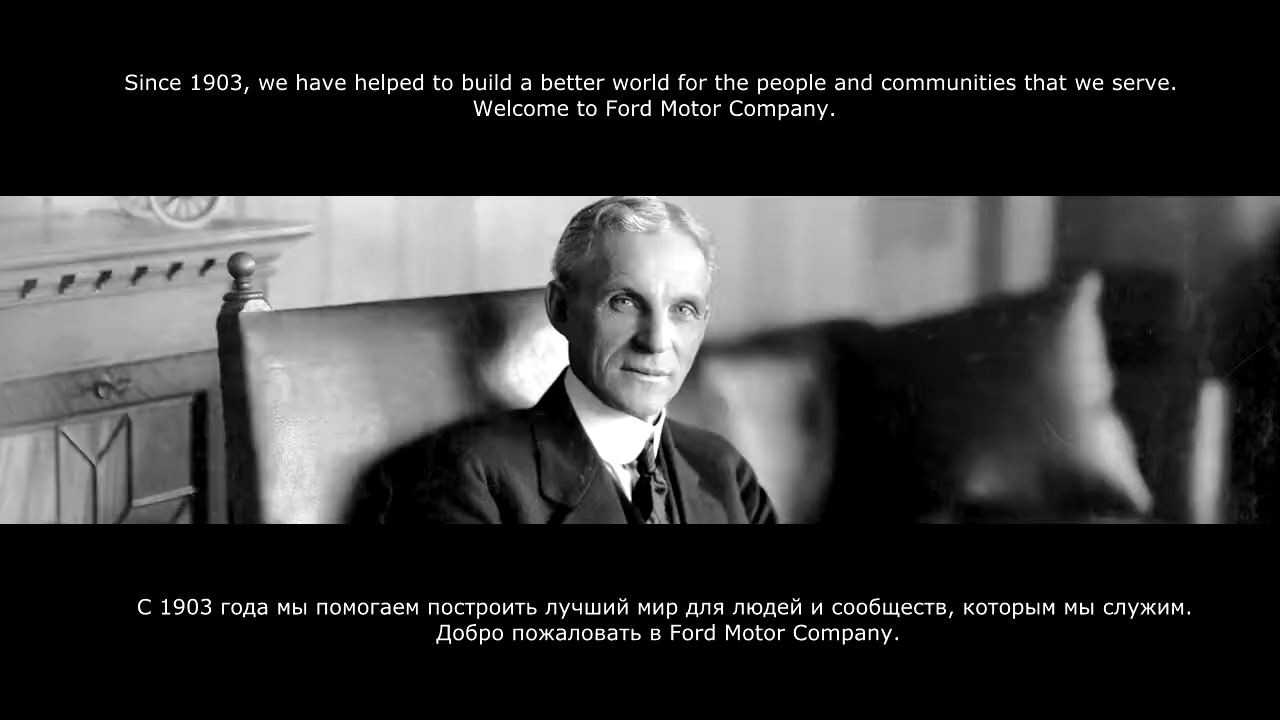 Since 1903, we have helped to build a better world for the people and communities that we serve.
Welcome to Ford Motor Company.
С 1903 года мы помогаем построить лучший мир для людей и сообществ, которым мы служим.
Добро пожаловать в Ford Motor Company.